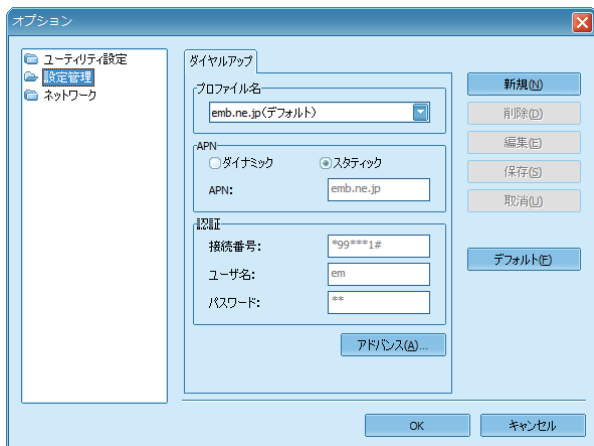 オプション
ユーティリティ設定
設定管理
ネットワーク
ダイヤルアップ
プロファイル名
emb.ne.jp(デフォルト)
APN
ダイナミック
スタティック
APN:
emb.ne.jp
認証
接続番号:
*99***1#
ユーザ名:
em
パスワード:
**
アドバンス(A)...
新規(N)
削除(D)
編集(E)
保存(S)
取消(U)
デフォルト(F)
OK
キャンセル